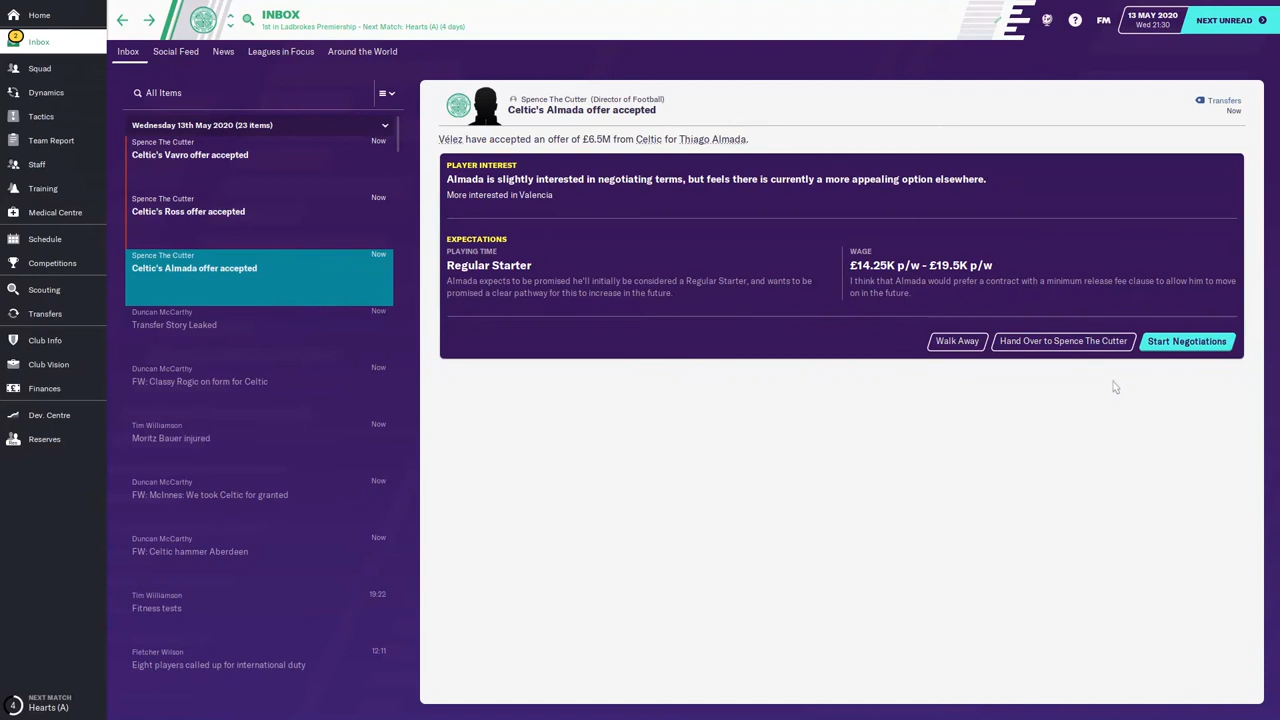 INBOX
1st in Ladbrokes Premiership - Next Match: Hearts (A) (4 days)
FM
13 MAY 2020
Wed 21:30
NEXT UNREAD
Home
2
Inbox
Squad
Dynamics
Tactics
Team Report
Staff
Training
Medical Centre
Schedule
Competitions
Scouting
Transfers
Club Info
Club Vision
Finances
Dev. Centre
Reserves
4
NEXT MATCH
Hearts (A)
Inbox
Social Feed
News
Leagues in Focus
Around the World
All Items
Wednesday 13th May 2020 (23 items)
Spence The Cutter
Now
Celtic's Vavro offer accepted
Spence The Cutter
Now
Celtic's Ross offer accepted
Spence The Cutter
Now
Celtic's Almada offer accepted
Duncan McCarthy
Now
Transfer Story Leaked
Duncan McCarthy
Now
FW: Classy Rogic on form for Celtic
Tim Williamson
Now
Moritz Bauer injured
Duncan McCarthy
Now
FW: McInnes: We took Celtic for granted
Duncan McCarthy
Now
FW: Celtic hammer Aberdeen
Tim Williamson
19:22
Fitness tests
Fletcher Wilson
12:11
Eight players called up for international duty
Spence The Cutter (Director of Football)
Celtic's Almada offer accepted
Transfers
Now
Vélez have accepted an offer of £6.5M from Celtic for Thiago Almada.
PLAYER INTEREST
Almada is slightly interested in negotiating terms, but feels there is currently a more appealing option elsewhere.
More interested in Valencia
EXPECTATIONS
PLAYING TIME
Regular Starter
Almada expects to be promised he'll initially be considered a Regular Starter, and wants to be
promised a clear pathway for this to increase in the future.
WAGE
£14.25K p/w - £19.5K p/w
I think that Almada would prefer a contract with a minimum release fee clause to allow him to move
on in the future.
Walk Away
Hand Over to Spence The Cutter
Start Negotiations